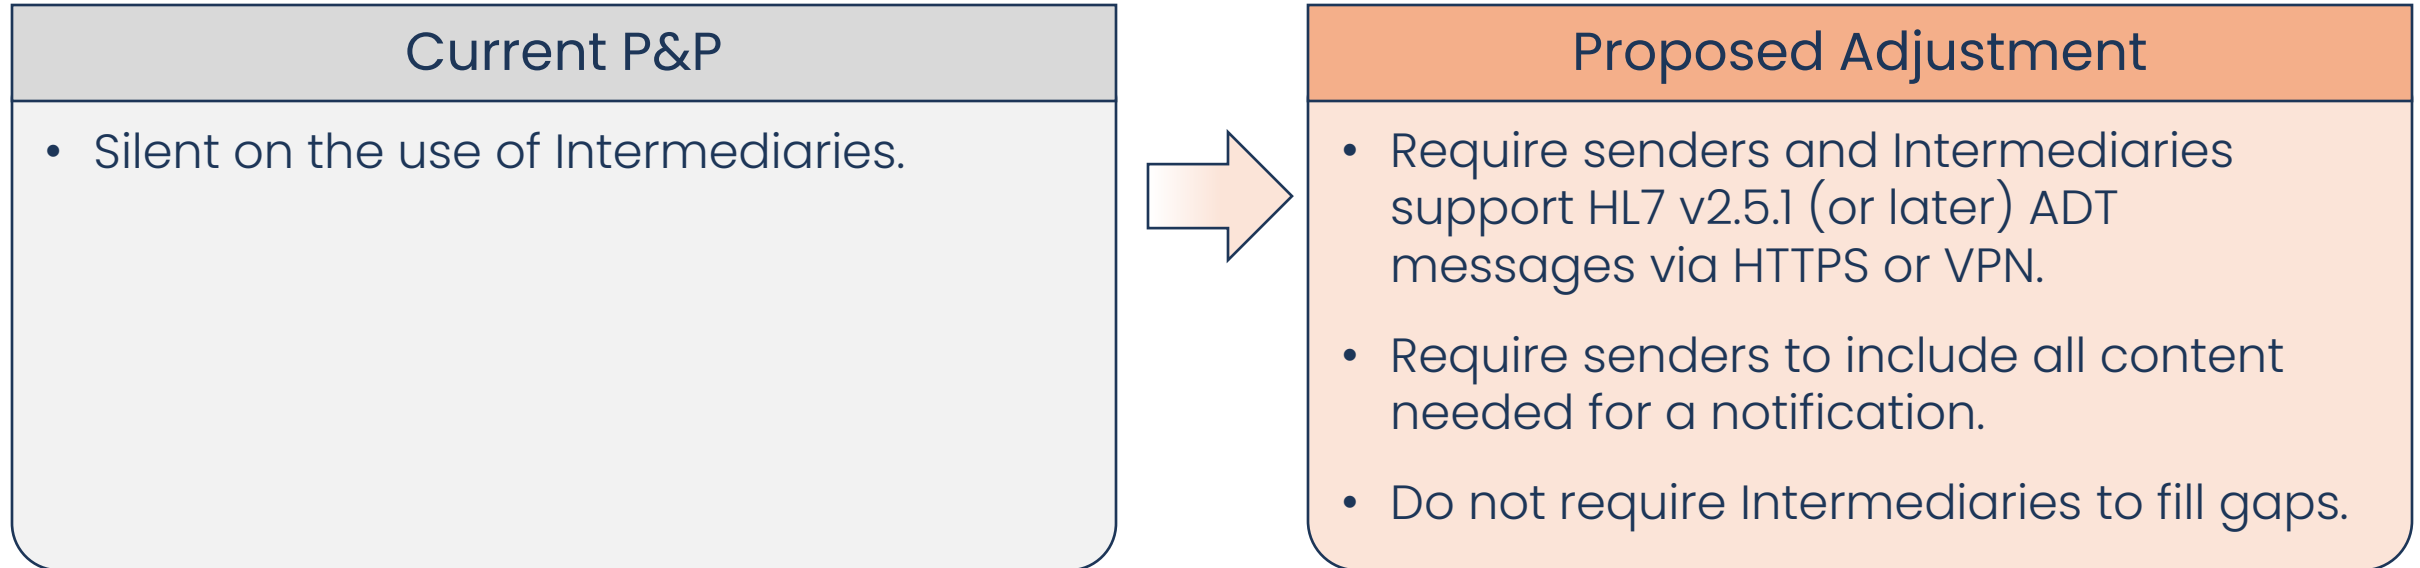 Current P&P
• Silent on the use of Intermediaries.
Proposed Adjustment
• Require senders and Intermediaries
support HL7 v2.5.1 (or later) ADT
messages via HTTPS or VPN.
• Require senders to include all content
needed for a notification.
• Do not require Intermediaries to fill gaps.